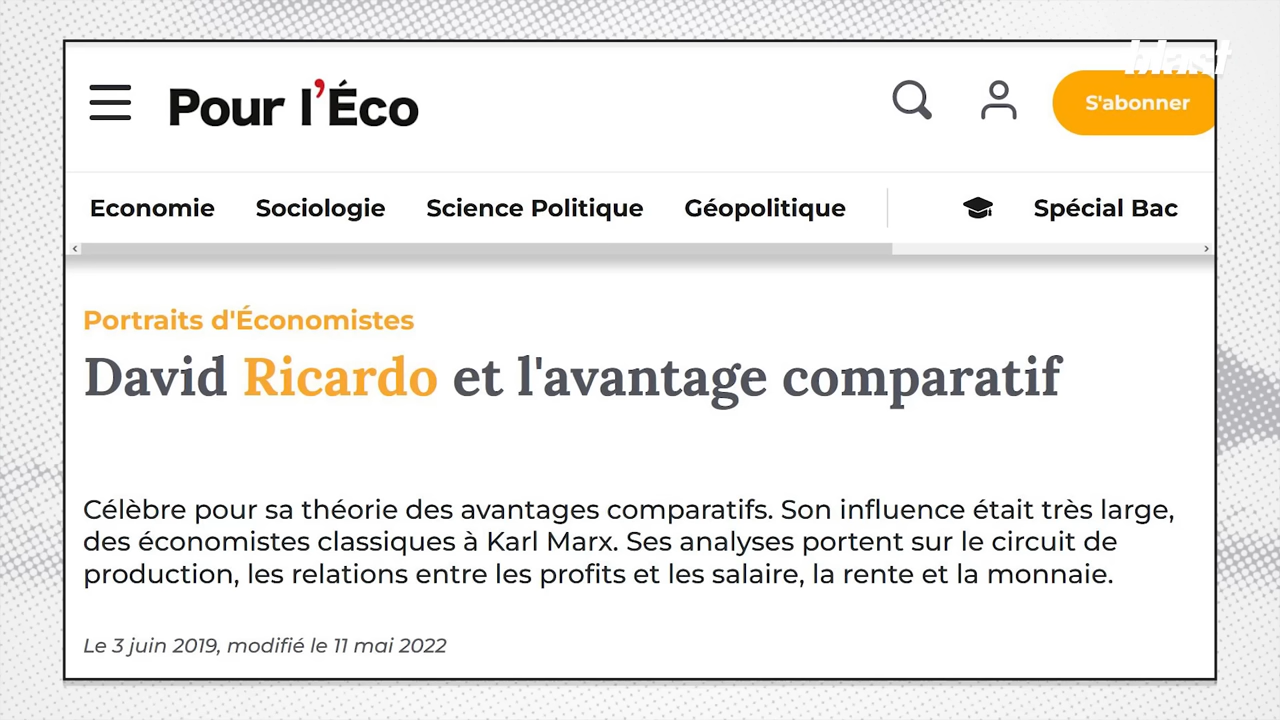 blast
Pour l'Éco
S'abonner
Economie Sociologie Science Politique Géopolitique Spécial Bac
Portraits d'Économistes
David Ricardo et l'avantage comparatif
Célèbre pour sa théorie des avantages comparatifs. Son influence était très large,
des économistes classiques à Karl Marx. Ses analyses portent sur le circuit de
production, les relations entre les profits et les salaire, la rente et la monnaie.
Le 3 juin 2019, modifié le 11 mai 2022